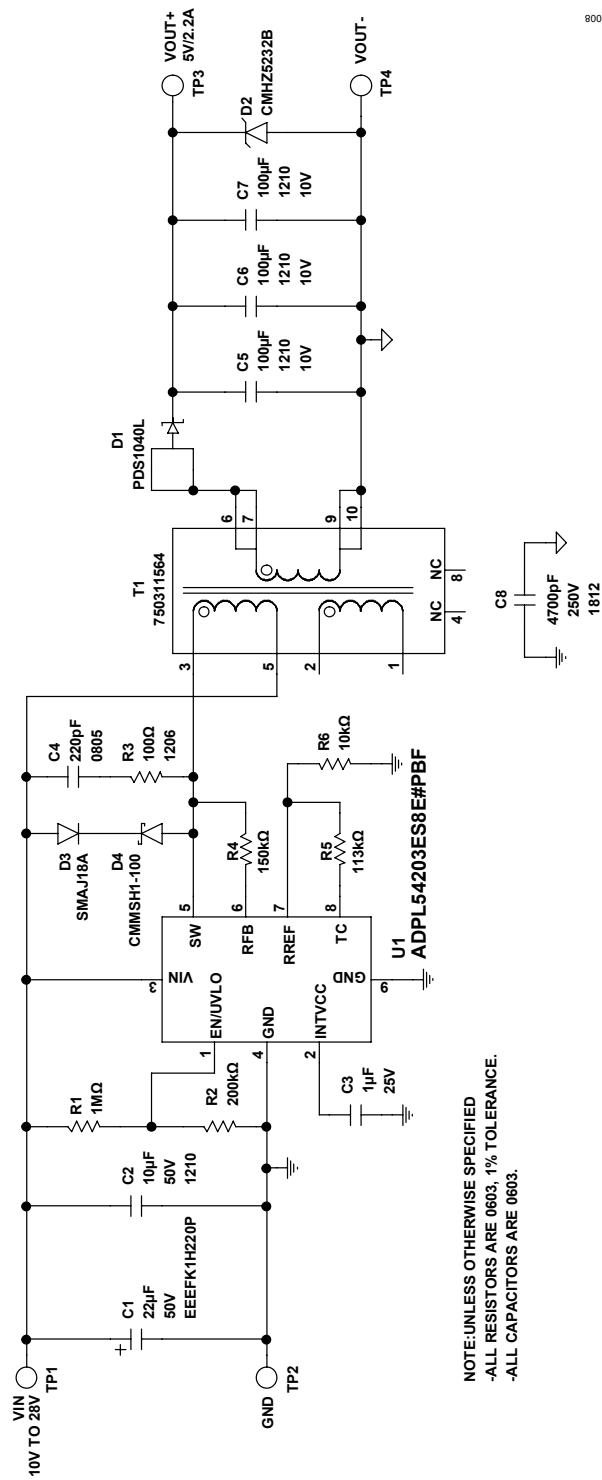 VIN
10V TO 28V
TP1
GND
TP2
+
C1
22µF
50V
EEEFK1H220P
C2
10µF
50V
1210
R1
1MΩ
R2
200kΩ
C3
1µF
25V
1
EN/UVLO
4
GND
2
INTVCC
3
VIN
5
SW
6
RFB
7
RREF
8
TC
GND
9
U1
ADPL54203ES8E#PBF
D3
SMAJ18A
D4
CMMSH1-100
C4
220pF
0805
R3
100Ω
1206
R4
150kΩ
R5
113kΩ
R6
10kΩ
T1
750311564
3
5
2
1
6
7
9
10
NC
4
NC
8
C8
4700pF
250V
1812
D1
PDS1040L
C5
100µF
1210
10V
C6
100µF
1210
10V
C7
100µF
1210
10V
D2
CMHZ5232B
VOUT+
5V/2.2A
TP3
VOUT-
TP4
NOTE:UNLESS OTHERWISE SPECIFIED
-ALL RESISTORS ARE 0603, 1% TOLERANCE.
-ALL CAPACITORS ARE 0603.
008